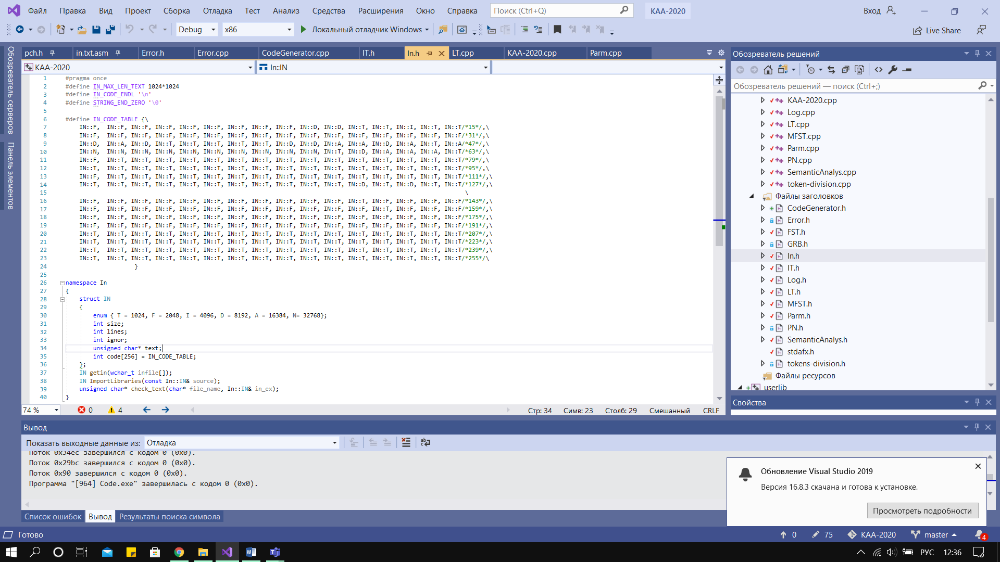 Файл Правка Вид Проект Сборка Отладка Тест Анализ Средства Расширения Окно Справка Поиск (Ctrl+Q) KAA-2020 Вход
Debug x86 Локальный отладчик Windows Live Share
Обозреватель серверов
Панель элементов
pch.h in.txt.asm Error.h Error.cpp CodeGenerator.cpp IT.h In.h LT.cpp KAA-2020.cpp Parm.cpp
KAA-2020 In::IN
1 #pragma once
2 #define IN_MAX_LEN_TEXT 1024*1024
3 #define IN_CODE_ENDL '\n'
4 #define STRING_END_ZERO '\0'
5
6 #define IN_CODE_TABLE {\
7 IN::F, IN::F, IN::F, IN::F, IN::F, IN::F, IN::F, IN::F, IN::F, IN::D, IN::D, IN::T, IN::T, IN::I, IN::T, IN::T/*15*/,\
8 IN::F, IN::F, IN::F, IN::F, IN::F, IN::F, IN::F, IN::F, IN::F, IN::F, IN::F, IN::F, IN::F, IN::F, IN::F, IN::F/*31*/,\
9 IN::D, IN::A, IN::D, IN::T, IN::T, IN::T, IN::T, IN::T, IN::D, IN::D, IN::A, IN::A, IN::D, IN::A, IN::T, IN::A/*47*/,\
10 IN::N, IN::N, IN::N, IN::N, IN::N, IN::N, IN::N, IN::N, IN::N, IN::N, IN::T, IN::D, IN::A, IN::A, IN::A, IN::T/*63*/,\
11 IN::F, IN::T, IN::T, IN::T, IN::T, IN::T, IN::T, IN::T, IN::T, IN::T, IN::T, IN::T, IN::T, IN::T, IN::T, IN::T/*79*/,\
12 IN::T, IN::T, IN::T, IN::T, IN::T, IN::T, IN::T, IN::T, IN::T, IN::T, IN::T, IN::T, IN::T, IN::T, IN::T, IN::T/*95*/,\
13 IN::F, IN::T, IN::T, IN::T, IN::T, IN::T, IN::T, IN::T, IN::T, IN::T, IN::T, IN::T, IN::T, IN::T, IN::T, IN::T/*111*/,\
14 IN::T, IN::T, IN::T, IN::T, IN::T, IN::T, IN::T, IN::T, IN::T, IN::T, IN::T, IN::D, IN::T, IN::D, IN::T, IN::T/*127*/,\
15 \
16 IN::F, IN::F, IN::F, IN::F, IN::F, IN::F, IN::F, IN::F, IN::F, IN::F, IN::F, IN::T, IN::F, IN::F, IN::F, IN::F/*143*/,\
17 IN::F, IN::F, IN::F, IN::F, IN::F, IN::F, IN::F, IN::F, IN::F, IN::F, IN::F, IN::F, IN::F, IN::F, IN::F, IN::F/*159*/,\
18 IN::F, IN::F, IN::F, IN::F, IN::F, IN::F, IN::F, IN::F, IN::F, IN::F, IN::F, IN::F, IN::F, IN::F, IN::F, IN::F/*175*/,\
19 IN::F, IN::F, IN::F, IN::F, IN::F, IN::F, IN::F, IN::F, IN::F, IN::F, IN::F, IN::F, IN::F, IN::F, IN::F, IN::F/*191*/,\
20 IN::T, IN::T, IN::T, IN::T, IN::T, IN::T, IN::T, IN::T, IN::T, IN::T, IN::T, IN::T, IN::T, IN::T, IN::T, IN::T/*207*/,\
21 IN::T, IN::T, IN::T, IN::T, IN::T, IN::T, IN::T, IN::T, IN::T, IN::T, IN::T, IN::T, IN::T, IN::T, IN::T, IN::T/*223*/,\
22 IN::T, IN::T, IN::T, IN::T, IN::T, IN::T, IN::T, IN::T, IN::T, IN::T, IN::T, IN::T, IN::T, IN::T, IN::T, IN::T/*239*/,\
23 IN::T, IN::T, IN::T, IN::T, IN::T, IN::T, IN::T, IN::T, IN::T, IN::T, IN::T, IN::T, IN::T, IN::T, IN::T, IN::T/*255*/\
24 }
25
26 namespace In
27 {
28 struct IN
29 {
30 enum { T = 1024, F = 2048, I = 4096, D = 8192, A = 16384, N= 32768};
31 int size;
32 int lines;
33 int ignor;
34 unsigned char* text;
35 int code[256] = IN_CODE_TABLE;
36 };
37 IN getin(wchar_t infile[]);
38 IN ImportLibraries(const In::IN& source);
39 unsigned char* check_text(char* file_name, In::IN& in_ex);
40 }
74 % 0 4 Стр: 34 Симв: 23 Столб: 29 Смешанный CRLF
Обозреватель решений
Обозреватель решений — поиск (Ctrl+;)
KAA-2020.cpp
Log.cpp
LT.cpp
MFST.cpp
Parm.cpp
PN.cpp
SemanticAnalys.cpp
token-division.cpp
Файлы заголовков
CodeGenerator.h
Error.h
FST.h
GRB.h
In.h
IT.h
Log.h
LT.h
MFST.h
Parm.h
PN.h
SemanticAnalys.h
stdafx.h
tokens-division.h
Файлы ресурсов
userlib
Свойства
Вывод
Показать выходные данные из: Отладка
Поток 0x34ec завершился с кодом 0 (0x0).
Поток 0x29bc завершился с кодом 0 (0x0).
Поток 0x90 завершился с кодом 0 (0x0).
Программа "[964] Code.exe" завершилась с кодом 0 (0x0).
Обновление Visual Studio 2019
Версия 16.8.3 скачана и готова к установке.
Просмотреть подробности
Список ошибок Вывод Результаты поиска символа
Готово 0 75 KAA-2020 master 4
РУС 12:36